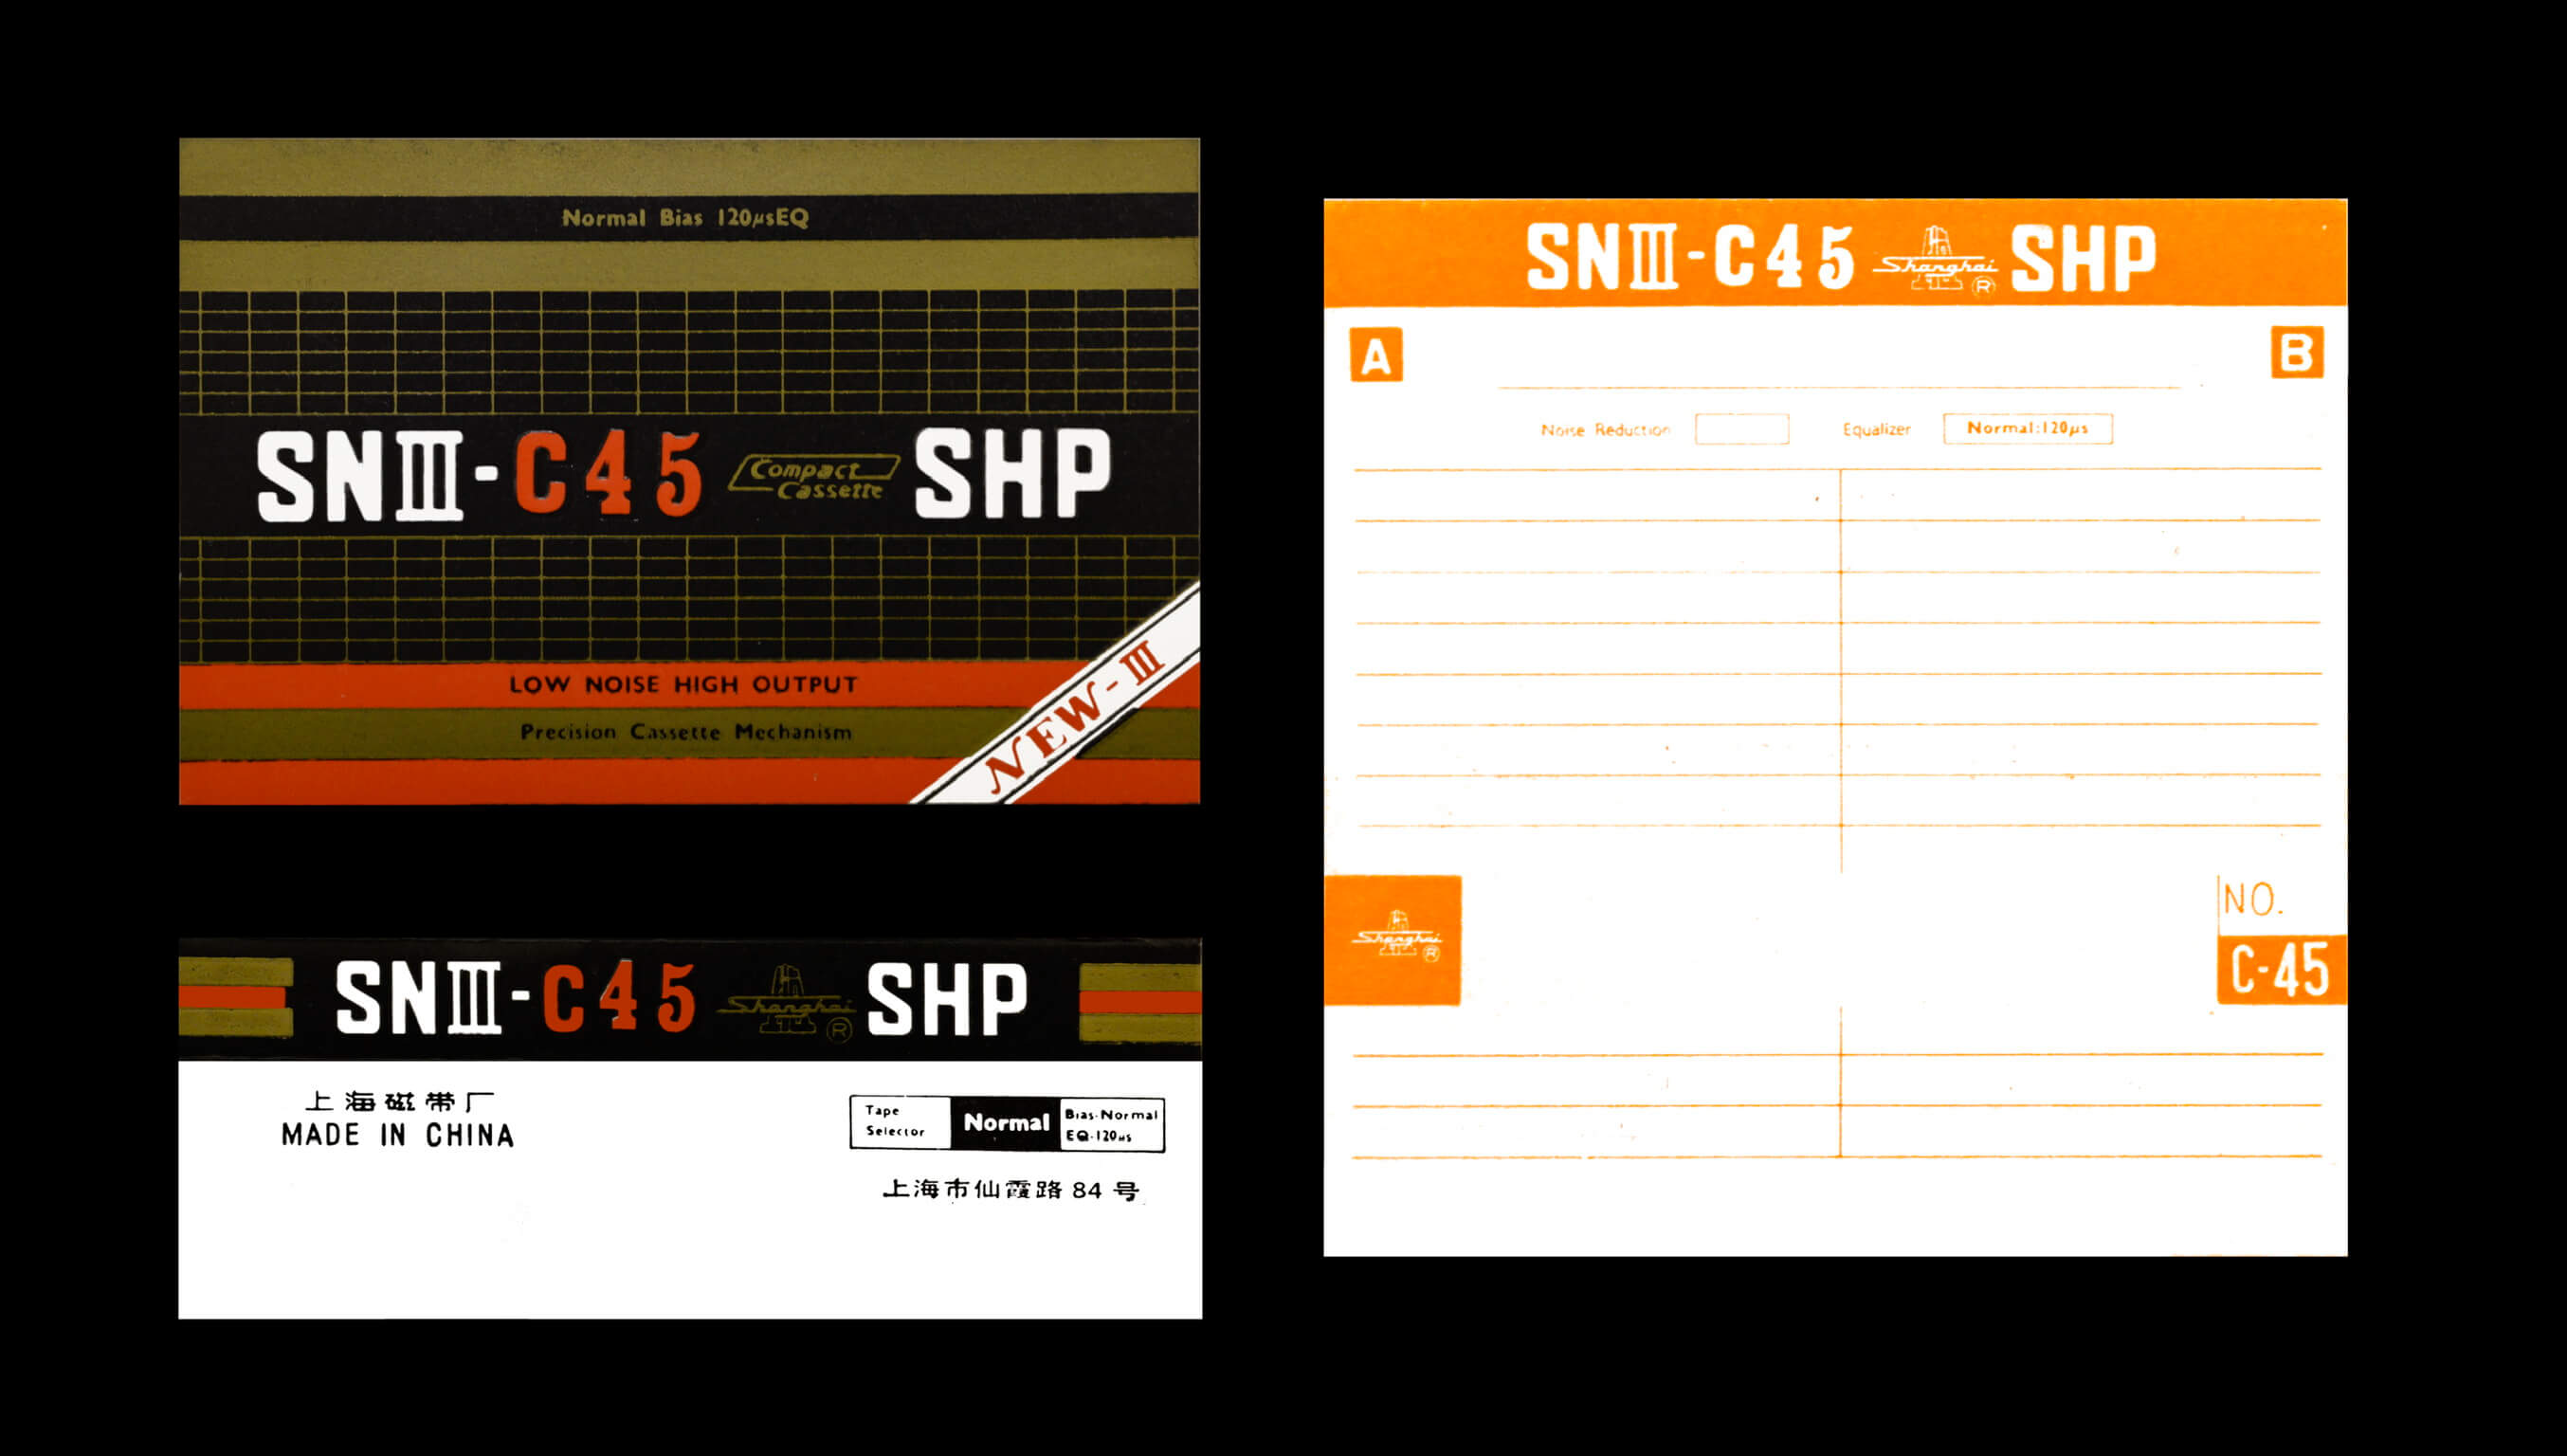 Normal Bias 120μsEQ
SNIII-C45 Compact Cassette SHP
NEW-III
LOW NOISE HIGH OUTPUT
Precision Cassette Mechanism
SNIII-C45 Shanghai ® SHP
上海磁带厂
MADE IN CHINA
Tape Selector
Normal
Bias·Normal
EQ·120μs
上海市仙霞路 84 号
SNIII-C45 Shanghai ® SHP
A
B
Noise Reduction
Equalizer
Normal:120μs
Shanghai ®
NO.
C-45